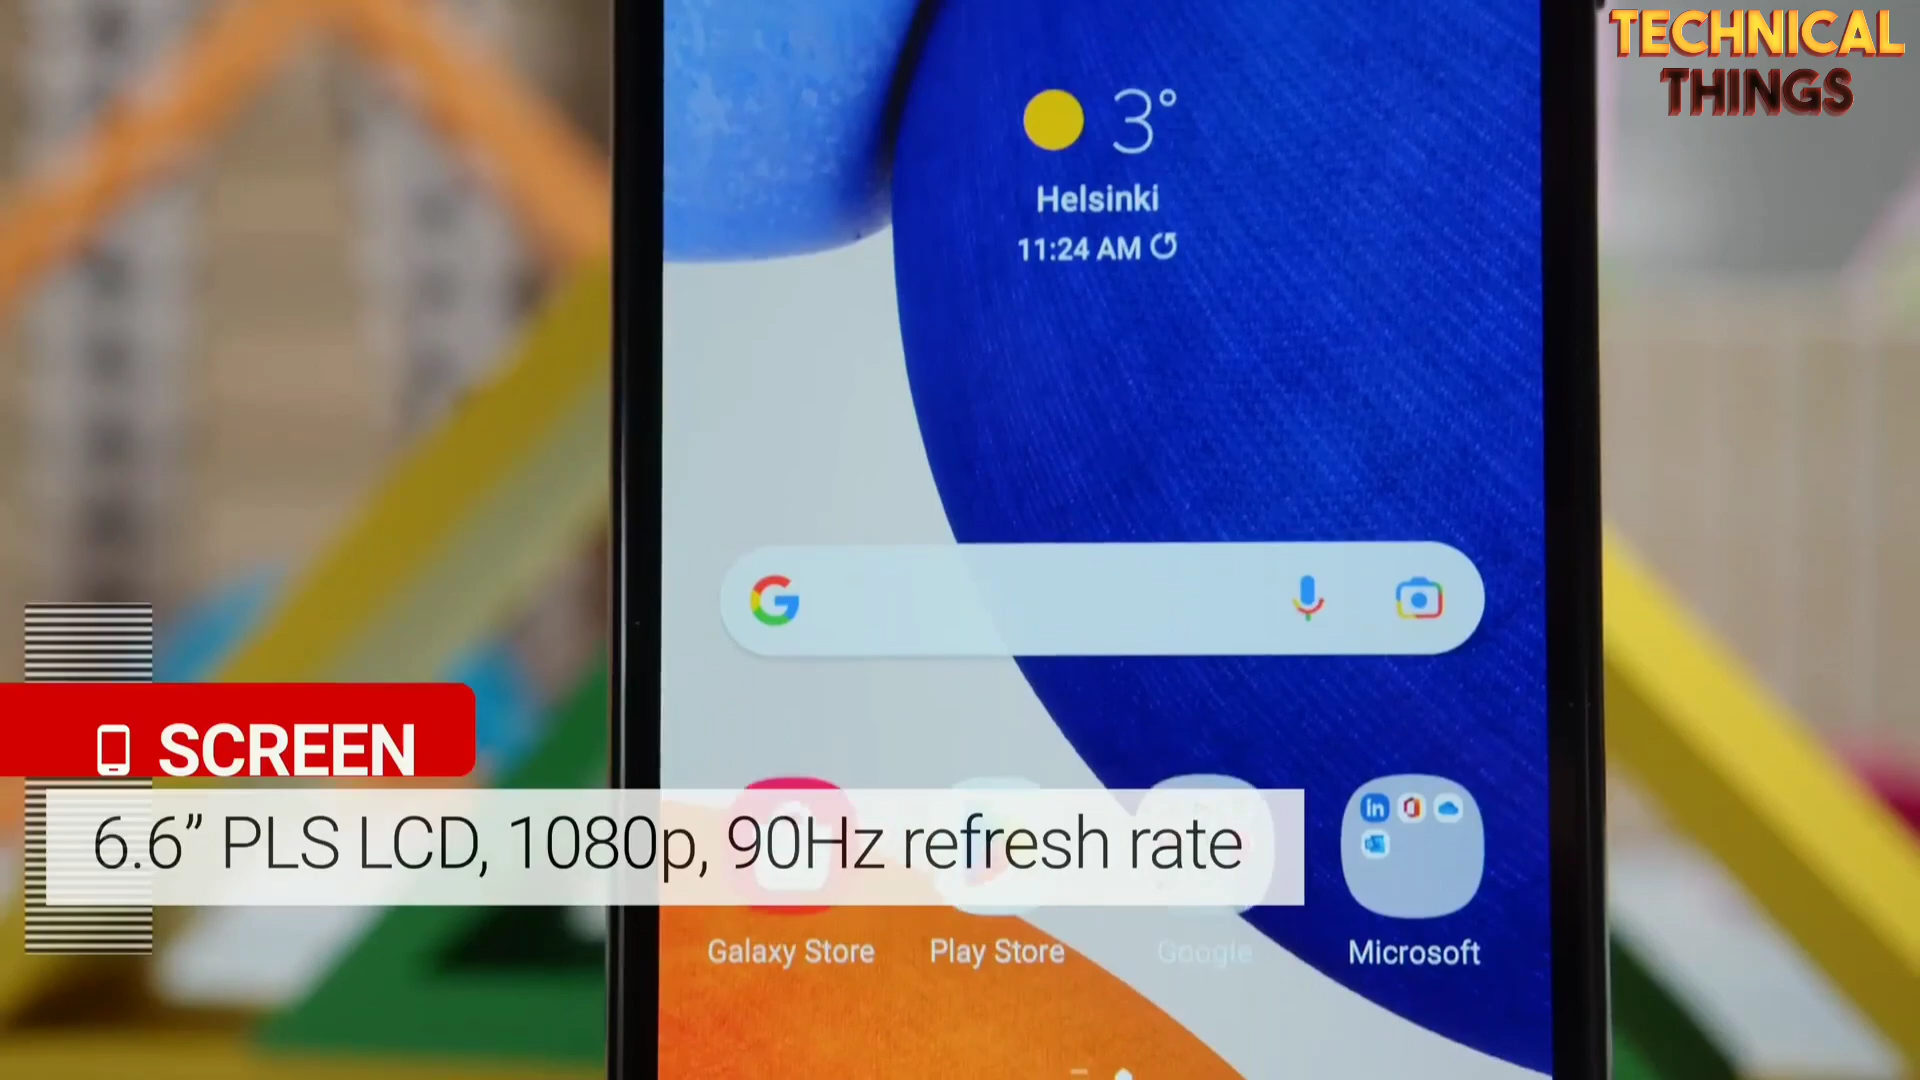 TECHNICAL
THINGS
3°
Helsinki
11:24 AM
SCREEN
6.6” PLS LCD, 1080p, 90Hz refresh rate
Galaxy Store
Play Store
Google
Microsoft